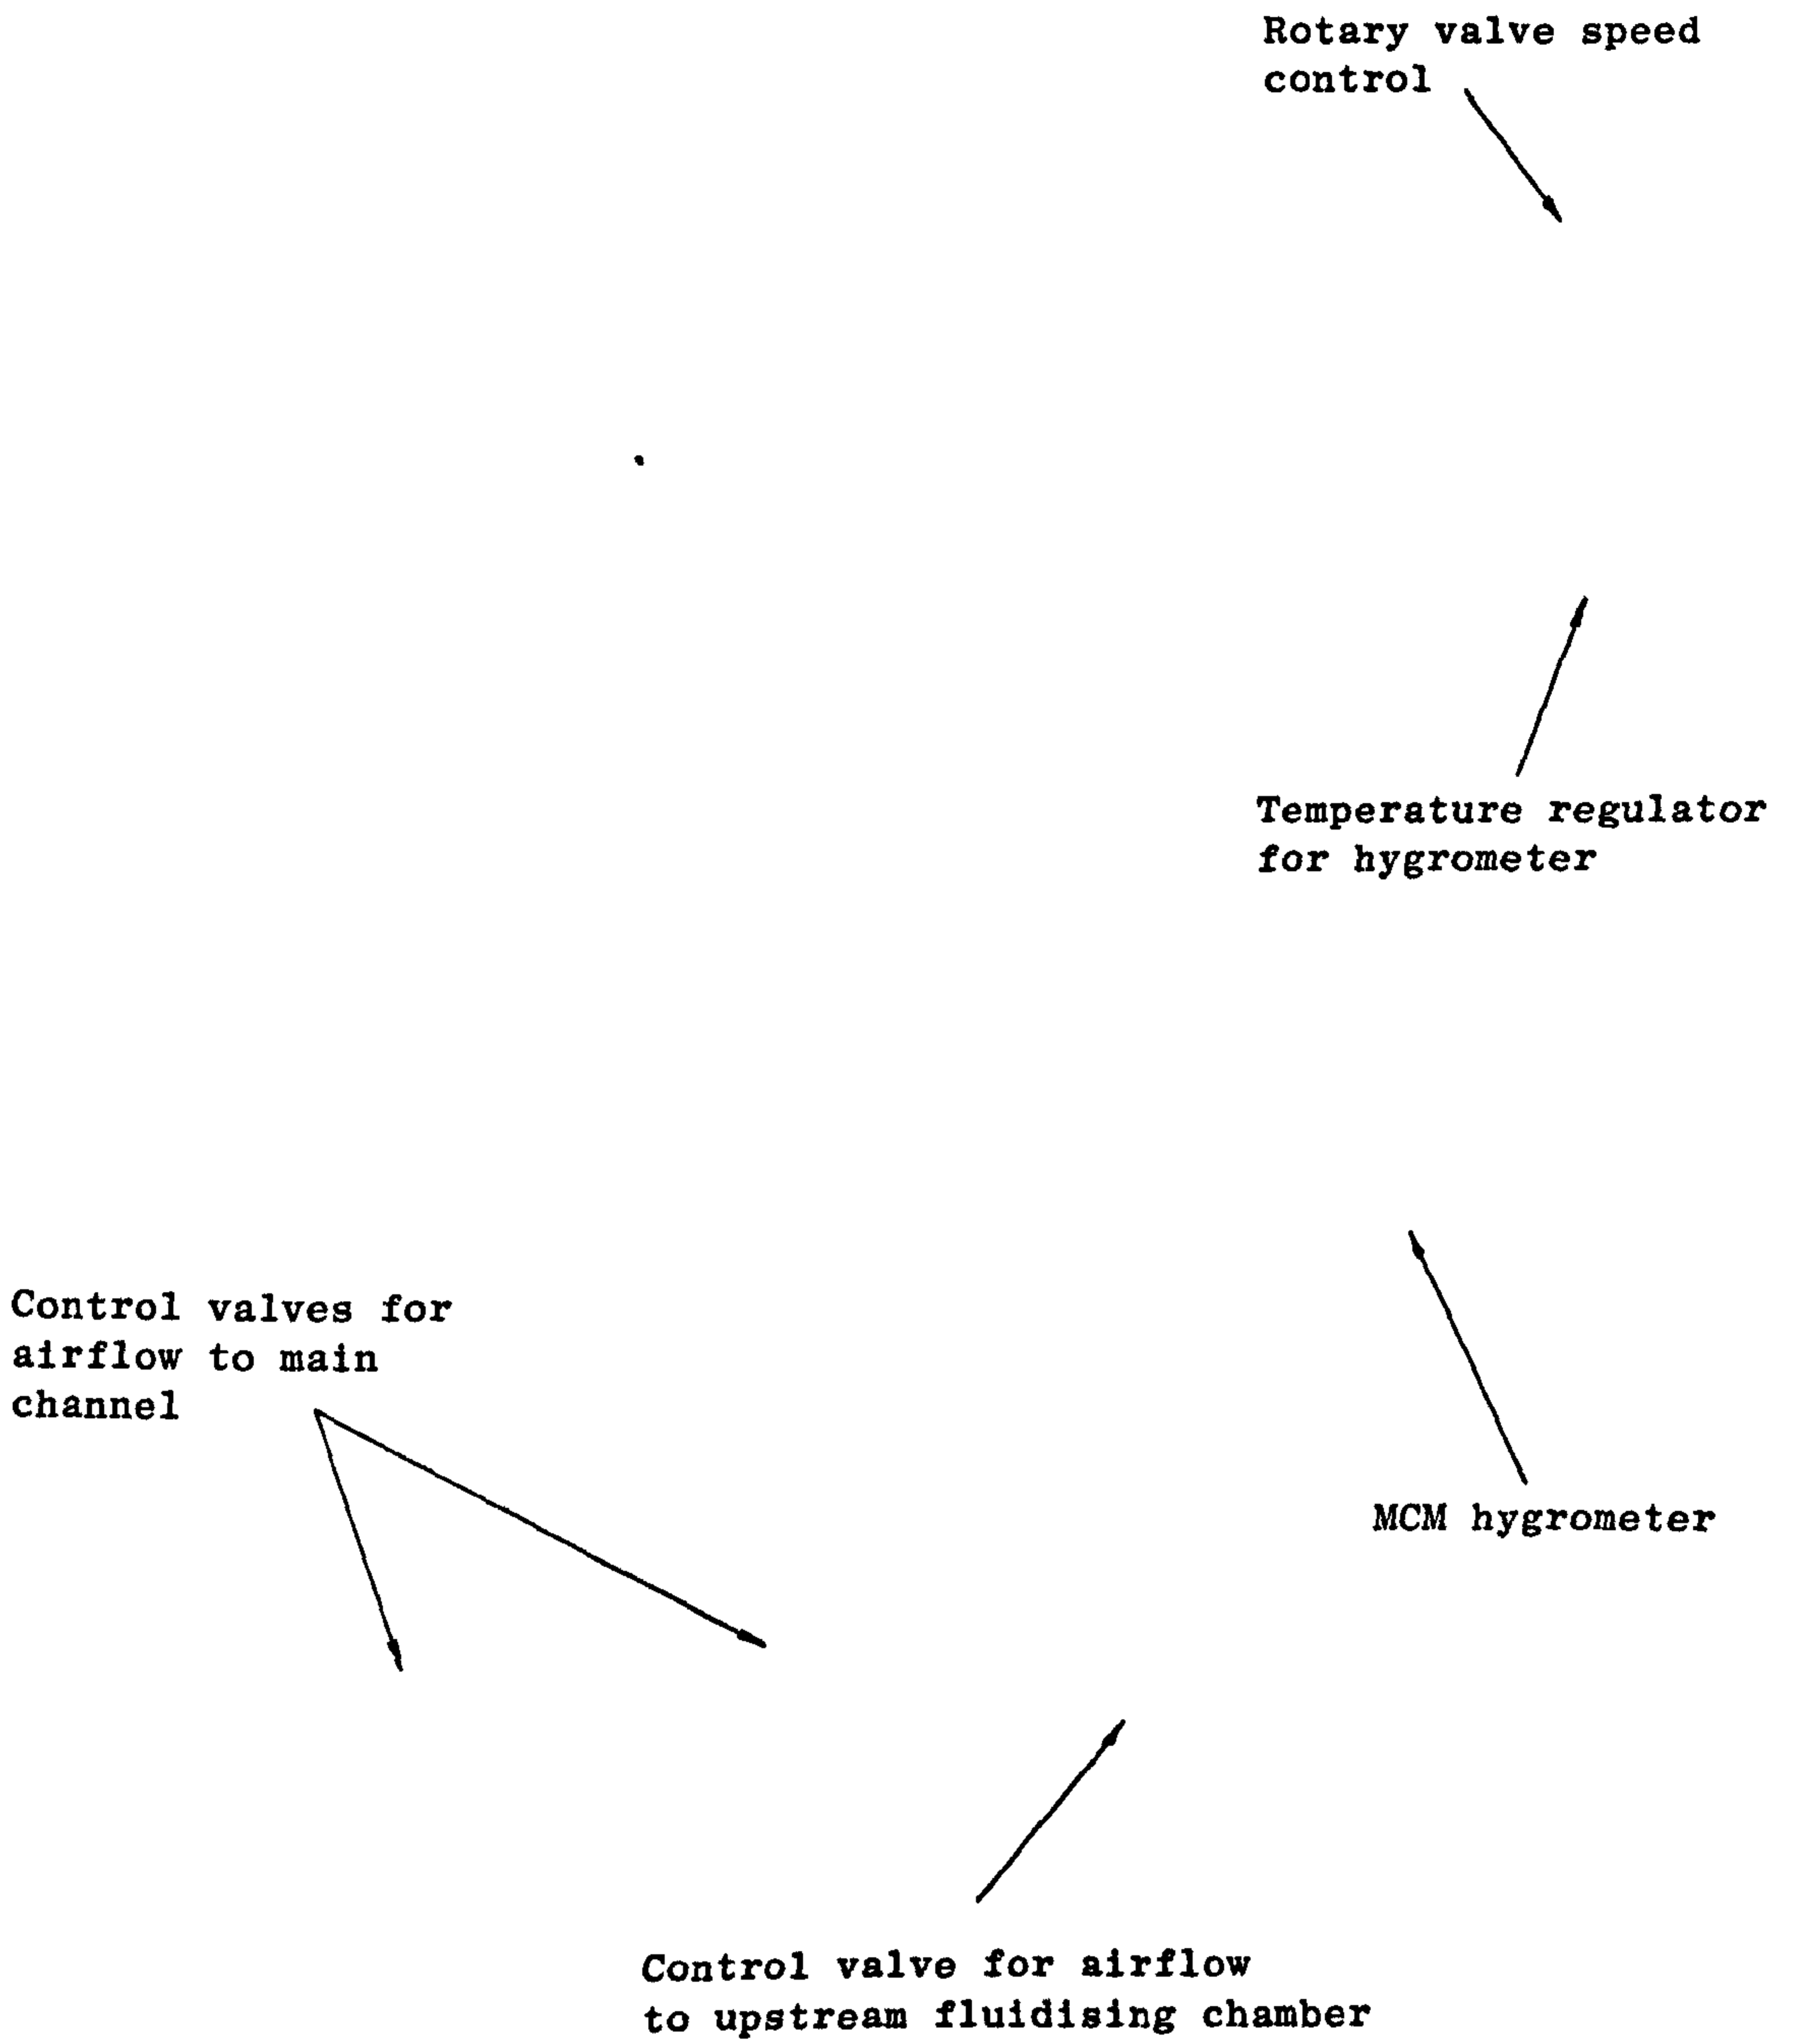 Rotary valve speed
control
Temperature regulator
for hygrometer
Control valves for
airflow to main
channel
MCM hygrometer
Control valve for airflow
to upstream fluidising chamber